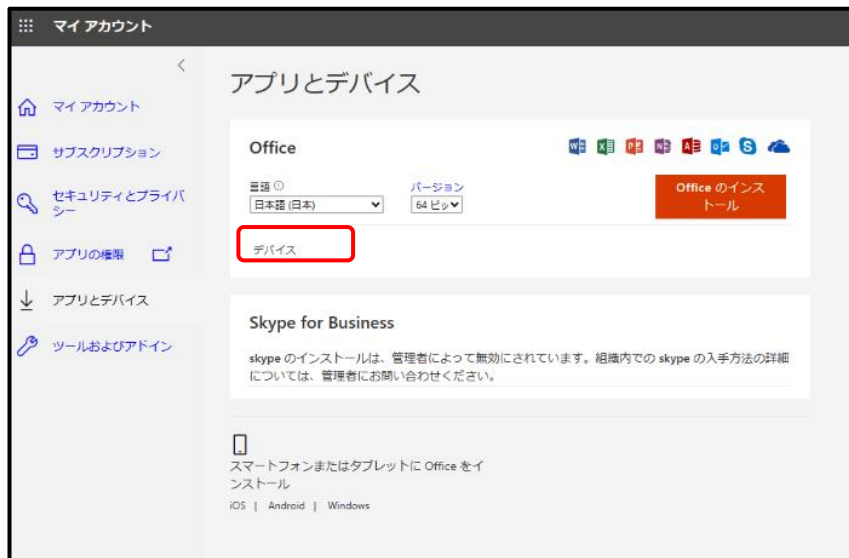 マイ アカウント
アプリとデバイス
マイ アカウント
サブスクリプション
セキュリティとプライバ
シー
アプリの権限
アプリとデバイス
ツールおよびアドイン
Office
言語
バージョン
日本語 (日本)
64 ビッ
Office のインス
トール
デバイス
Skype for Business
skype のインストールは、管理者によって無効にされています。組織内での skype の入手方法の詳細
については、管理者にお問い合わせください。
スマートフォンまたはタブレットに Office をイ
ンストール
iOS | Android | Windows